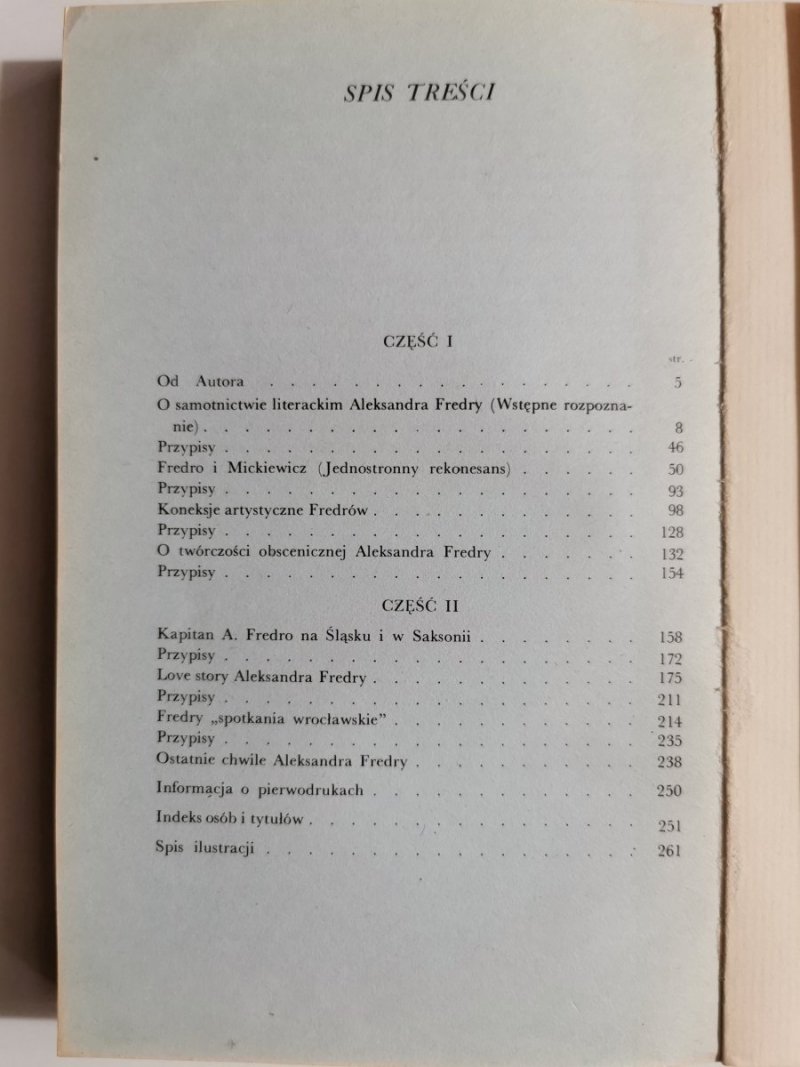 SPIS TREŚCI
CZĘŚĆ I
str.
Od Autora . . . . . . . . . . . . . . . . . . 5
O samotnictwie literackim Aleksandra Fredry (Wstępne rozpozna-
nie) . . . . . . . . . . . . . . . . . . . . . 8
Przypisy . . . . . . . . . . . . . . . . . . . . 46
Fredro i Mickiewicz (Jednostronny rekonesans) . . . . . . 50
Przypisy . . . . . . . . . . . . . . . . . . . . 93
Koneksje artystyczne Fredrów . . . . . . . . . . . . . 98
Przypisy . . . . . . . . . . . . . . . . . . . . 128
O twórczości obscenicznej Aleksandra Fredry . . . . . . . 132
Przypisy . . . . . . . . . . . . . . . . . . . . 154
CZĘŚĆ II
Kapitan A. Fredro na Śląsku i w Saksonii . . . . . . . . 158
Przypisy . . . . . . . . . . . . . . . . . . . . 172
Love story Aleksandra Fredry . . . . . . . . . . . . . 175
Przypisy . . . . . . . . . . . . . . . . . . . . 211
Fredry „spotkania wrocławskie” . . . . . . . . . . . . 214
Przypisy . . . . . . . . . . . . . . . . . . . . 235
Ostatnie chwile Aleksandra Fredry . . . . . . . . . . . 238
Informacja o pierwodrukach . . . . . . . . . . . . . 250
Indeks osób i tytułów . . . . . . . . . . . . . . . . 251
Spis ilustracji . . . . . . . . . . . . . . . . . . 261